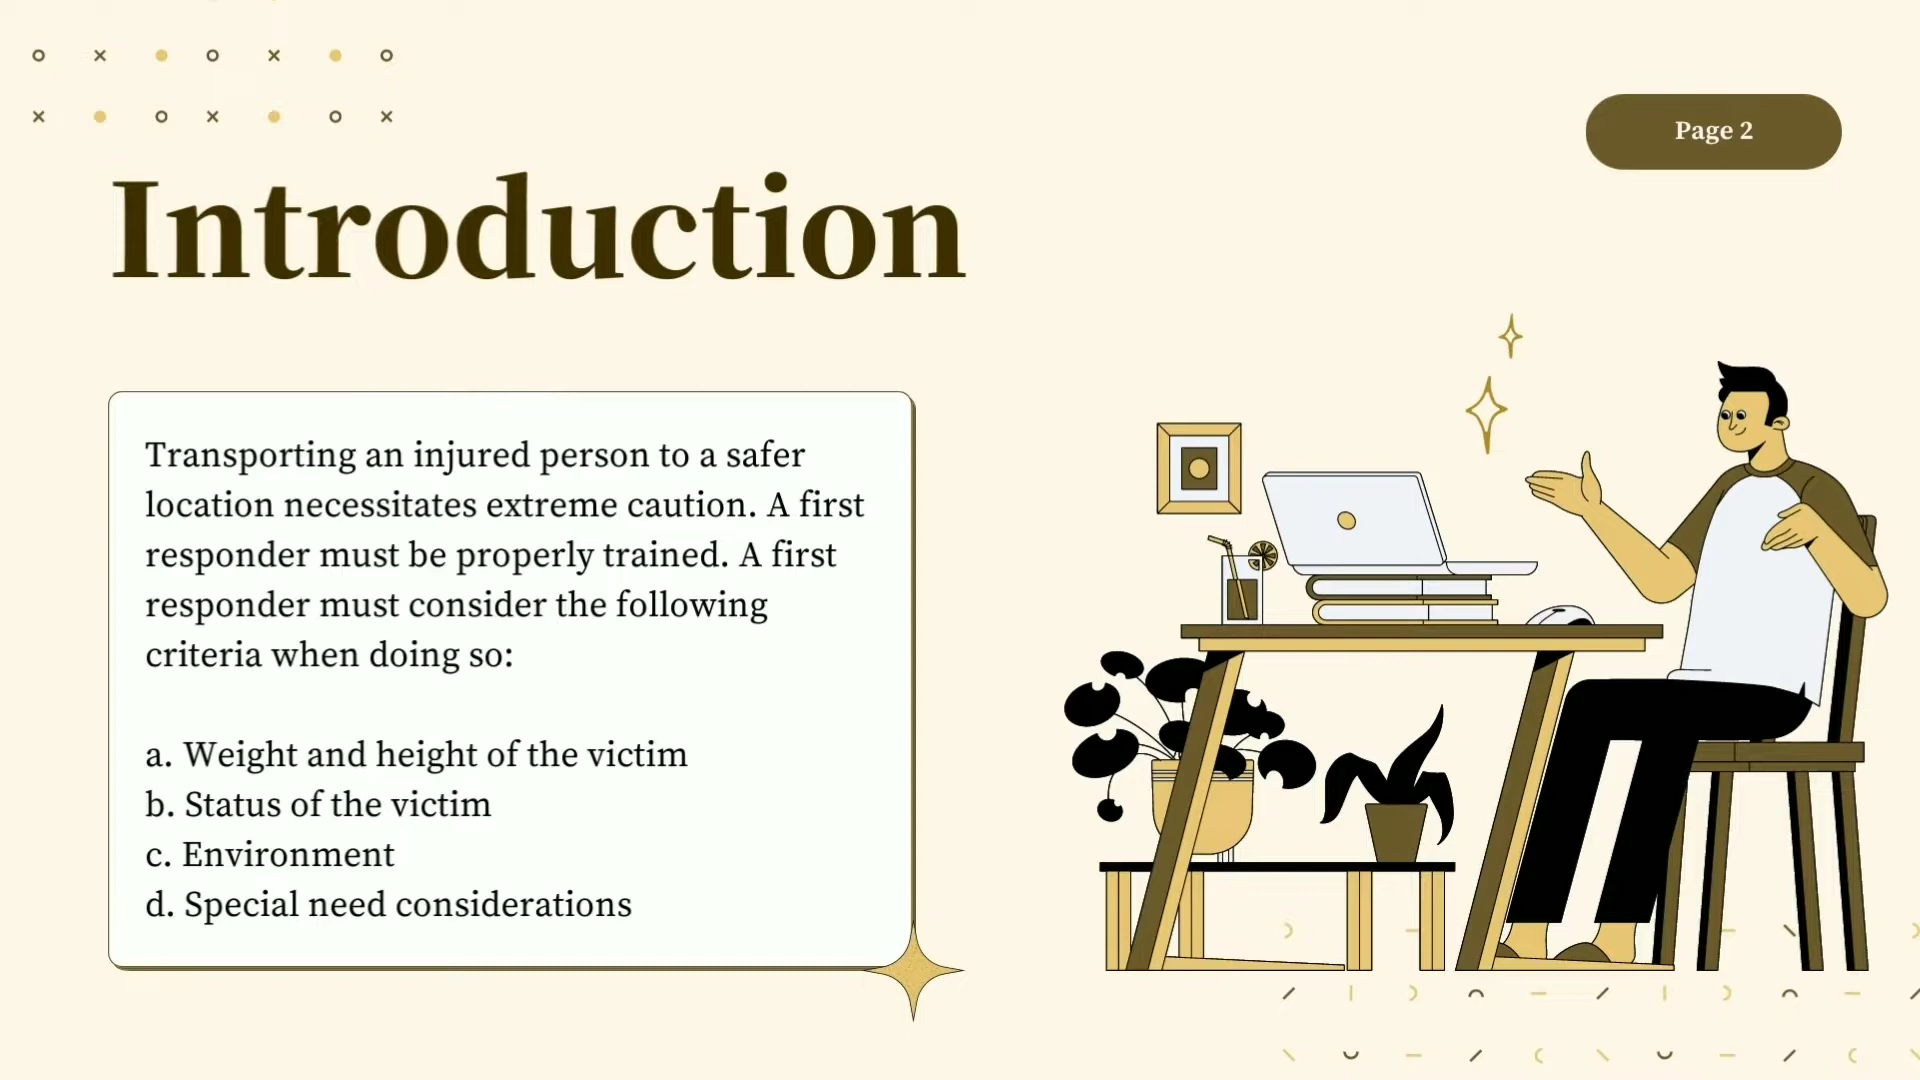 Page 2
Introduction
Transporting an injured person to a safer
location necessitates extreme caution. A first
responder must be properly trained. A first
responder must consider the following
criteria when doing so:
a. Weight and height of the victim
b. Status of the victim
c. Environment
d. Special need considerations